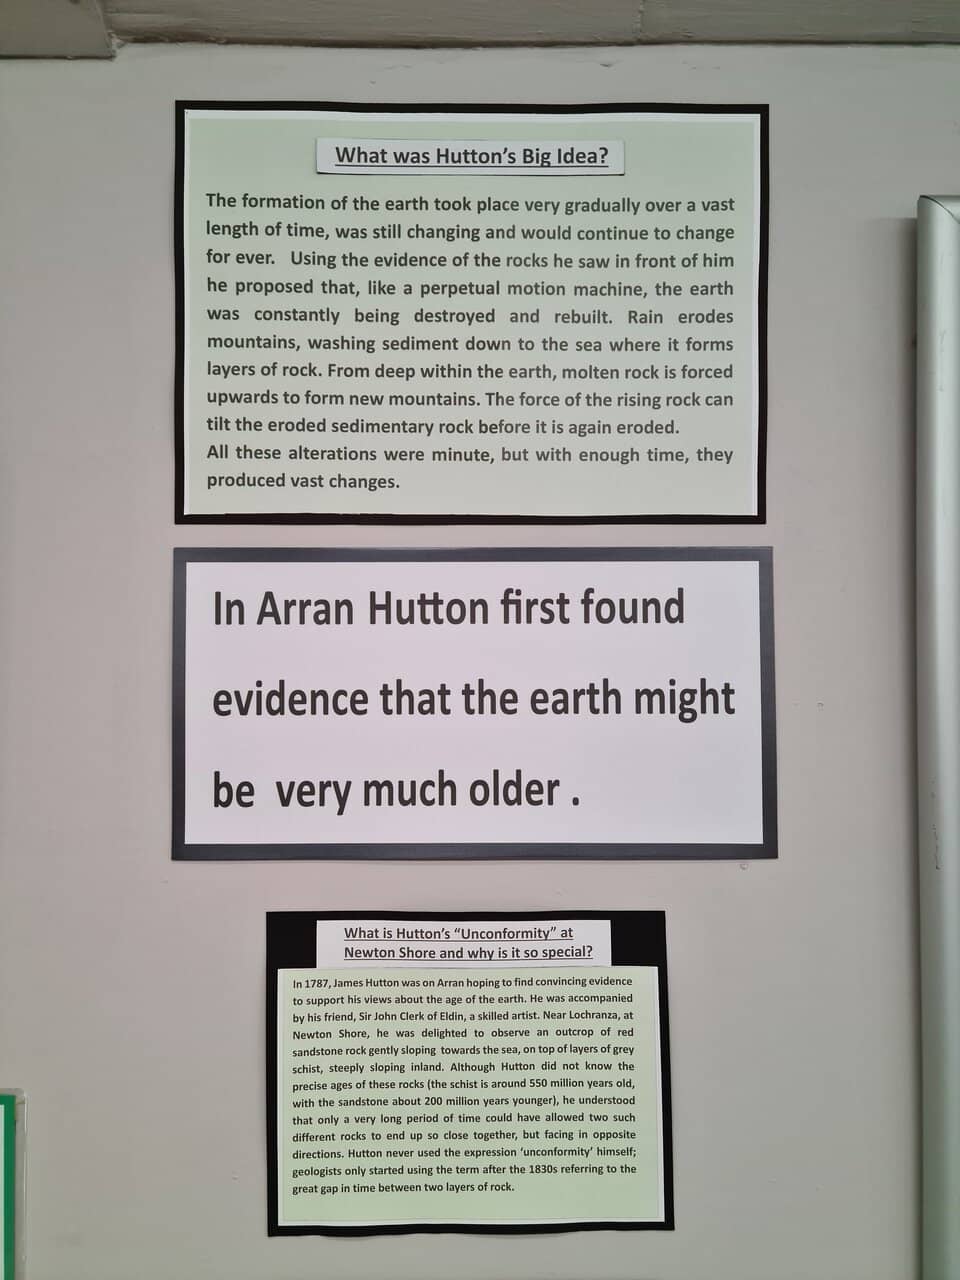 What was Hutton's Big Idea?
The formation of the earth took place very gradually over a vast
length of time, was still changing and would continue to change
for ever. Using the evidence of the rocks he saw in front of him
he proposed that, like a perpetual motion machine, the earth
was constantly being destroyed and rebuilt. Rain erodes
mountains, washing sediment down to the sea where it forms
layers of rock. From deep within the earth, molten rock is forced
upwards to form new mountains. The force of the rising rock can
tilt the eroded sedimentary rock before it is again eroded.
All these alterations were minute, but with enough time, they
produced vast changes.
In Arran Hutton first found
evidence that the earth might
be very much older .
What is Hutton's “Unconformity” at
Newton Shore and why is it so special?
In 1787, James Hutton was on Arran hoping to find convincing evidence
to support his views about the age of the earth. He was accompanied
by his friend, Sir John Clerk of Eldin, a skilled artist. Near Lochranza, at
Newton Shore, he was delighted to observe an outcrop of red
sandstone rock gently sloping towards the sea, on top of layers of grey
schist, steeply sloping inland. Although Hutton did not know the
precise ages of these rocks (the schist is around 550 million years old,
with the sandstone about 200 million years younger), he understood
that only a very long period of time could have allowed two such
different rocks to end up so close together, but facing in opposite
directions. Hutton never used the expression ‘unconformity’ himself;
geologists only started using the term after the 1830s referring to the
great gap in time between two layers of rock.